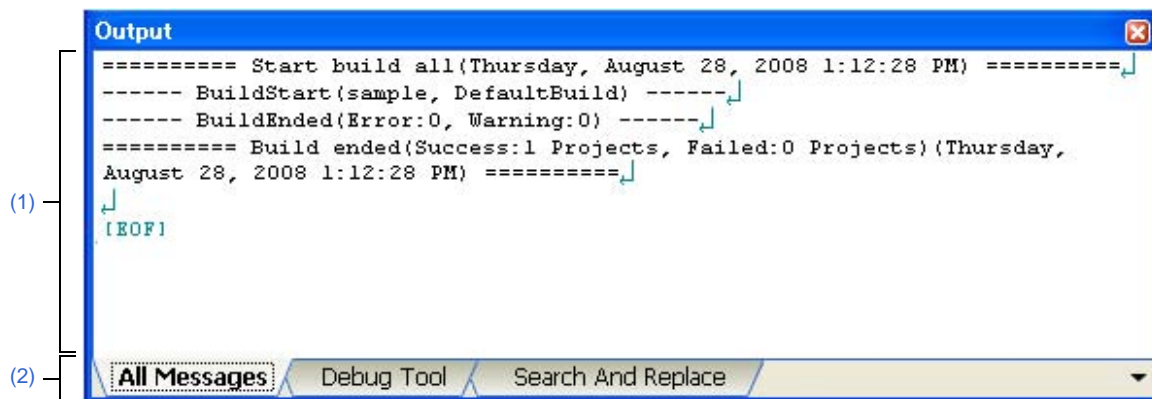 Output
========== Start build all(Thursday, August 28, 2008 1:12:28 PM) ==========
------ BuildStart(sample, DefaultBuild) ------
------ BuildEnded(Error:0, Warning:0) ------
========== Build ended(Success:1 Projects, Failed:0 Projects)(Thursday,
August 28, 2008 1:12:28 PM) ==========
(1)
[EOF]
(2)
All Messages Debug Tool Search And Replace